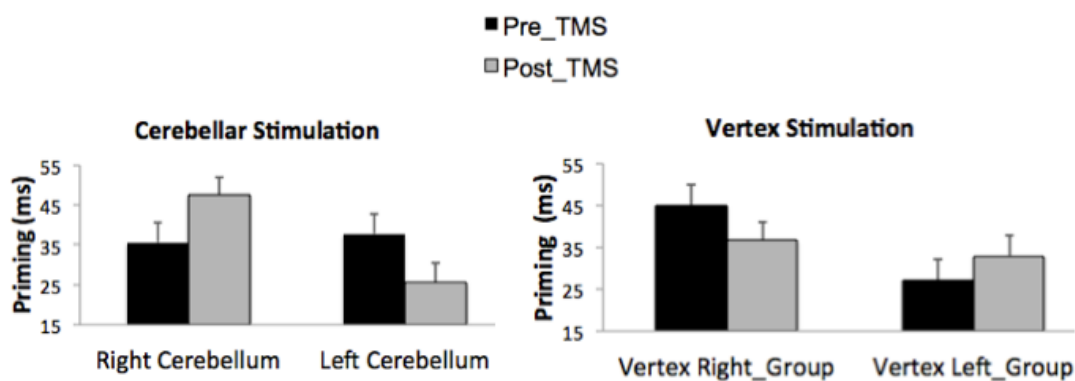 Pre_TMS
Post_TMS
Cerebellar Stimulation
Priming (ms)
55
45
35
25
15
Right Cerebellum Left Cerebellum
Vertex Stimulation
Priming (ms)
55
45
35
25
15
Vertex Right_Group Vertex Left_Group